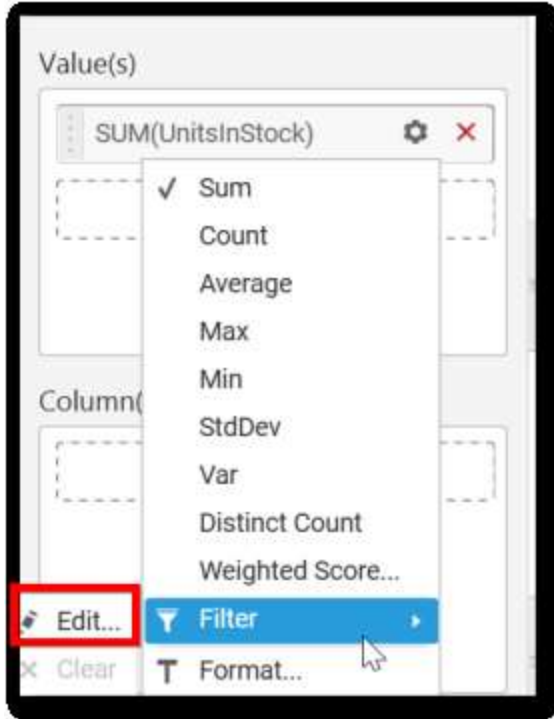 Value(s)
SUM(UnitsInStock)
Sum
Count
Average
Max
Min
Column(
StdDev
Var
Distinct Count
Weighted Score...
Edit...
Filter
Clear
Format...